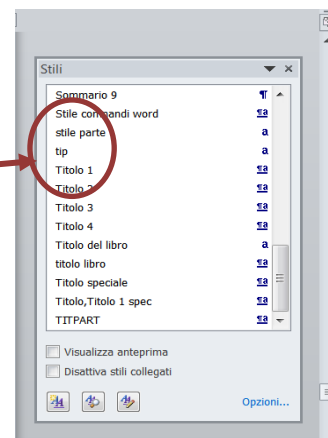 Stili
Sommario 9 ¶
Stile comandi word ¶a
stile parte a
tip a
Titolo 1 ¶a
Titolo 2 ¶a
Titolo 3 ¶a
Titolo 4 ¶a
Titolo del libro a
titolo libro ¶a
Titolo speciale ¶a
Titolo,Titolo 1 spec ¶a
TITPART ¶a
Visualizza anteprima
Disattiva stili collegati
Opzioni...